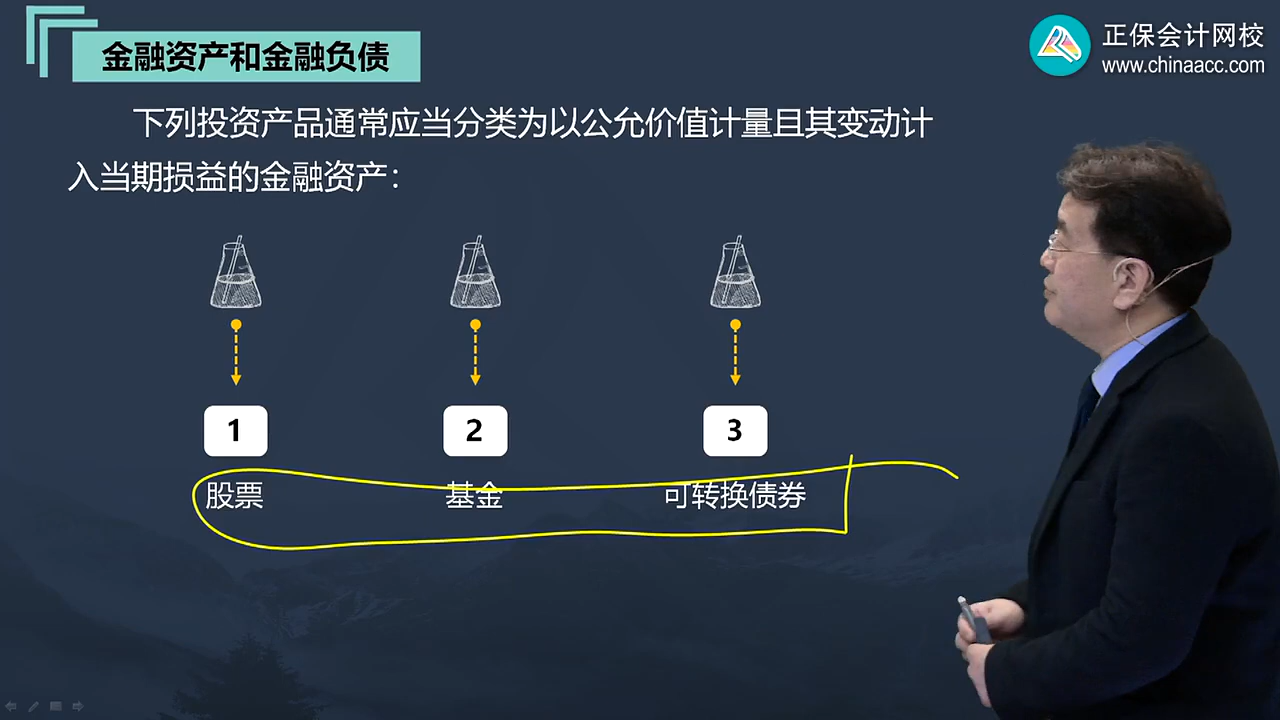 金融资产和金融负债
正保会计网校
www.chinaacc.com
下列投资产品通常应当分类为以公允价值计量且其变动计
入当期损益的金融资产：
1
2
3
股票
基金
可转换债券